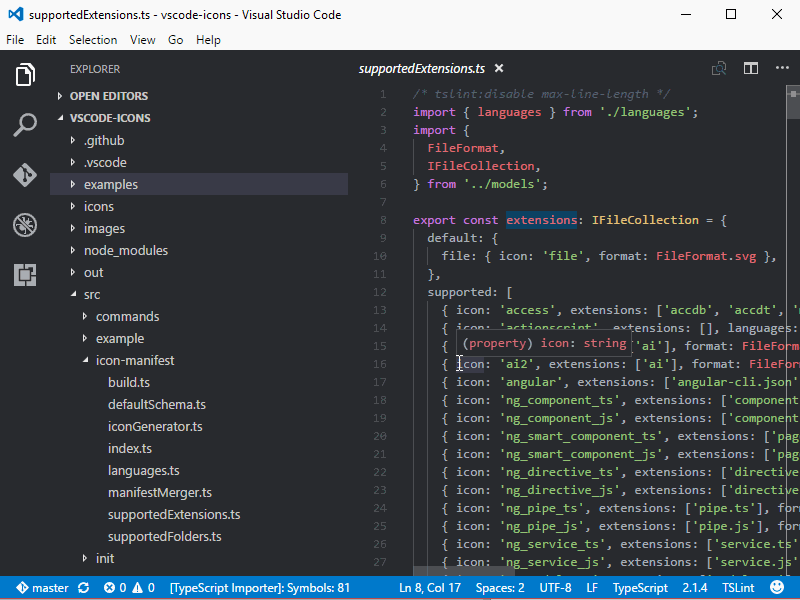 supportedExtensions.ts - vscode-icons - Visual Studio Code
File Edit Selection View Go Help
EXPLORER
OPEN EDITORS
VSCODE-ICONS
.github
.vscode
examples
icons
images
node_modules
out
src
commands
example
icon-manifest
build.ts
defaultSchema.ts
iconGenerator.ts
index.ts
languages.ts
manifestMerger.ts
supportedExtensions.ts
supportedFolders.ts
init
supportedExtensions.ts
1 /* tslint:disable max-line-length */
2 import { languages } from './languages';
3 import {
4 FileFormat,
5 IFileCollection,
6 } from '../models';
7
8 export const extensions: IFileCollection = {
9 default: {
10 file: { icon: 'file', format: FileFormat.svg },
11 },
12 supported: [
13 { icon: 'access', extensions: ['accdb', 'accdt',
14 { icon: 'actionscript', extensions: [], languages:
(property) icon: string
15 { 'ai'], format: FileForm
16 { icon: 'ai2', extensions: ['ai'], format: FileFor
17 { icon: 'angular', extensions: ['angular-cli.json'
18 { icon: 'ng_component_ts', extensions: ['component
19 { icon: 'ng_component_js', extensions: ['component
20 { icon: 'ng_smart_component_ts', extensions: ['pag
21 { icon: 'ng_smart_component_js', extensions: ['pag
22 { icon: 'ng_directive_ts', extensions: ['directive
23 { icon: 'ng_directive_js', extensions: ['directive
24 { icon: 'ng_pipe_ts', extensions: ['pipe.ts'], for
25 { icon: 'ng_pipe_js', extensions: ['pipe.js'], for
26 { icon: 'ng_service_ts', extensions: ['service.ts'
27 { icon: 'ng_service_js', extensions: ['service.js'
master 0 0 [TypeScript Importer]: Symbols: 81 Ln 8, Col 17 Spaces: 2 UTF-8 LF TypeScript 2.1.4 TSLint